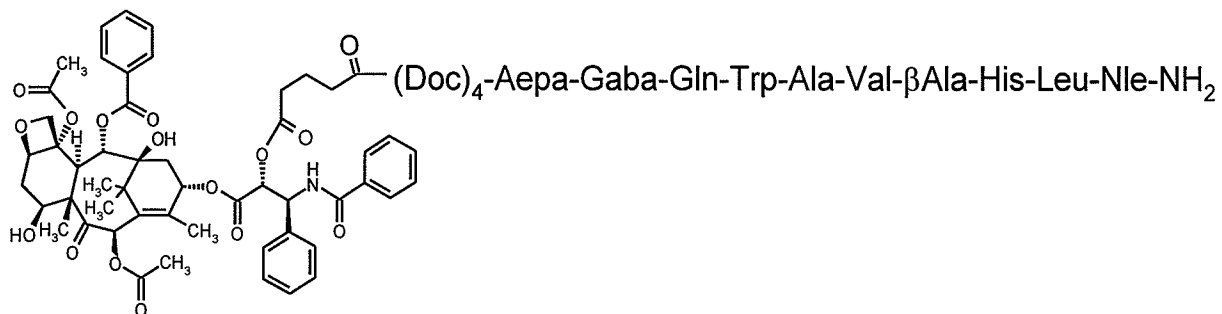 O
(Doc)₄-Aepa-Gaba-Gln-Trp-Ala-Val-βAla-His-Leu-Nle-NH₂
CH₃
O
O
O
O
O
O
O
H
OH
O
H
N
H₃C
H₃C
O
O
O
H₃C
CH₃
HO
O
O
O
CH₃
O